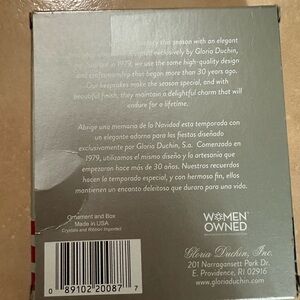 this season with an elegant
exclusively by Gloria Duchin,
in 1979, we use the same high-quality design
and craftsmanship that began more than 30 years ago.
Our keepsakes make the season special, and with
beautiful finish, they maintain a delightful charm that will
endure for a lifetime.
Abrige una memoria de la Navidad esta temporada con
un elegante adorno para las fiestas diseñado
exclusivamente por Gloria Duchin, S.a. Comenzado en
1979, utilizamos el mismo diseño y la artesanía que
empezaron hace más de 30 años. Nuestros recuerdos
hacen la temporada especial, y con hermoso fin, ellos
mantienen un encanto deleitoso que durara para una vida.
Ornament and Box
Made in USA
Crystals and Ribbon Imported
0 89102 20087 7
WOMEN
OWNED
Gloria Duchin, Inc.
201 Narragansett Park Dr.
E. Providence, RI 02916
www.gloriaduchin.com